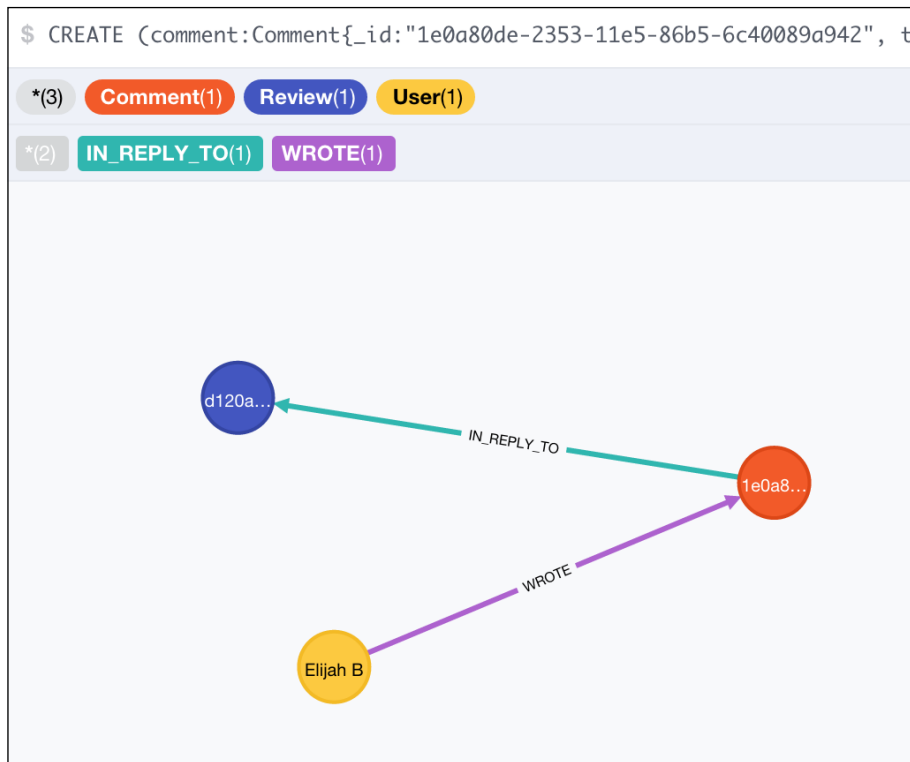 $ CREATE (comment:Comment{_id:"1e0a80de-2353-11e5-86b5-6c40089a942", t
*(3) Comment(1) Review(1) User(1)
*(2) IN_REPLY_TO(1) WROTE(1)
d120a…
IN_REPLY_TO
1e0a8…
WROTE
Elijah B